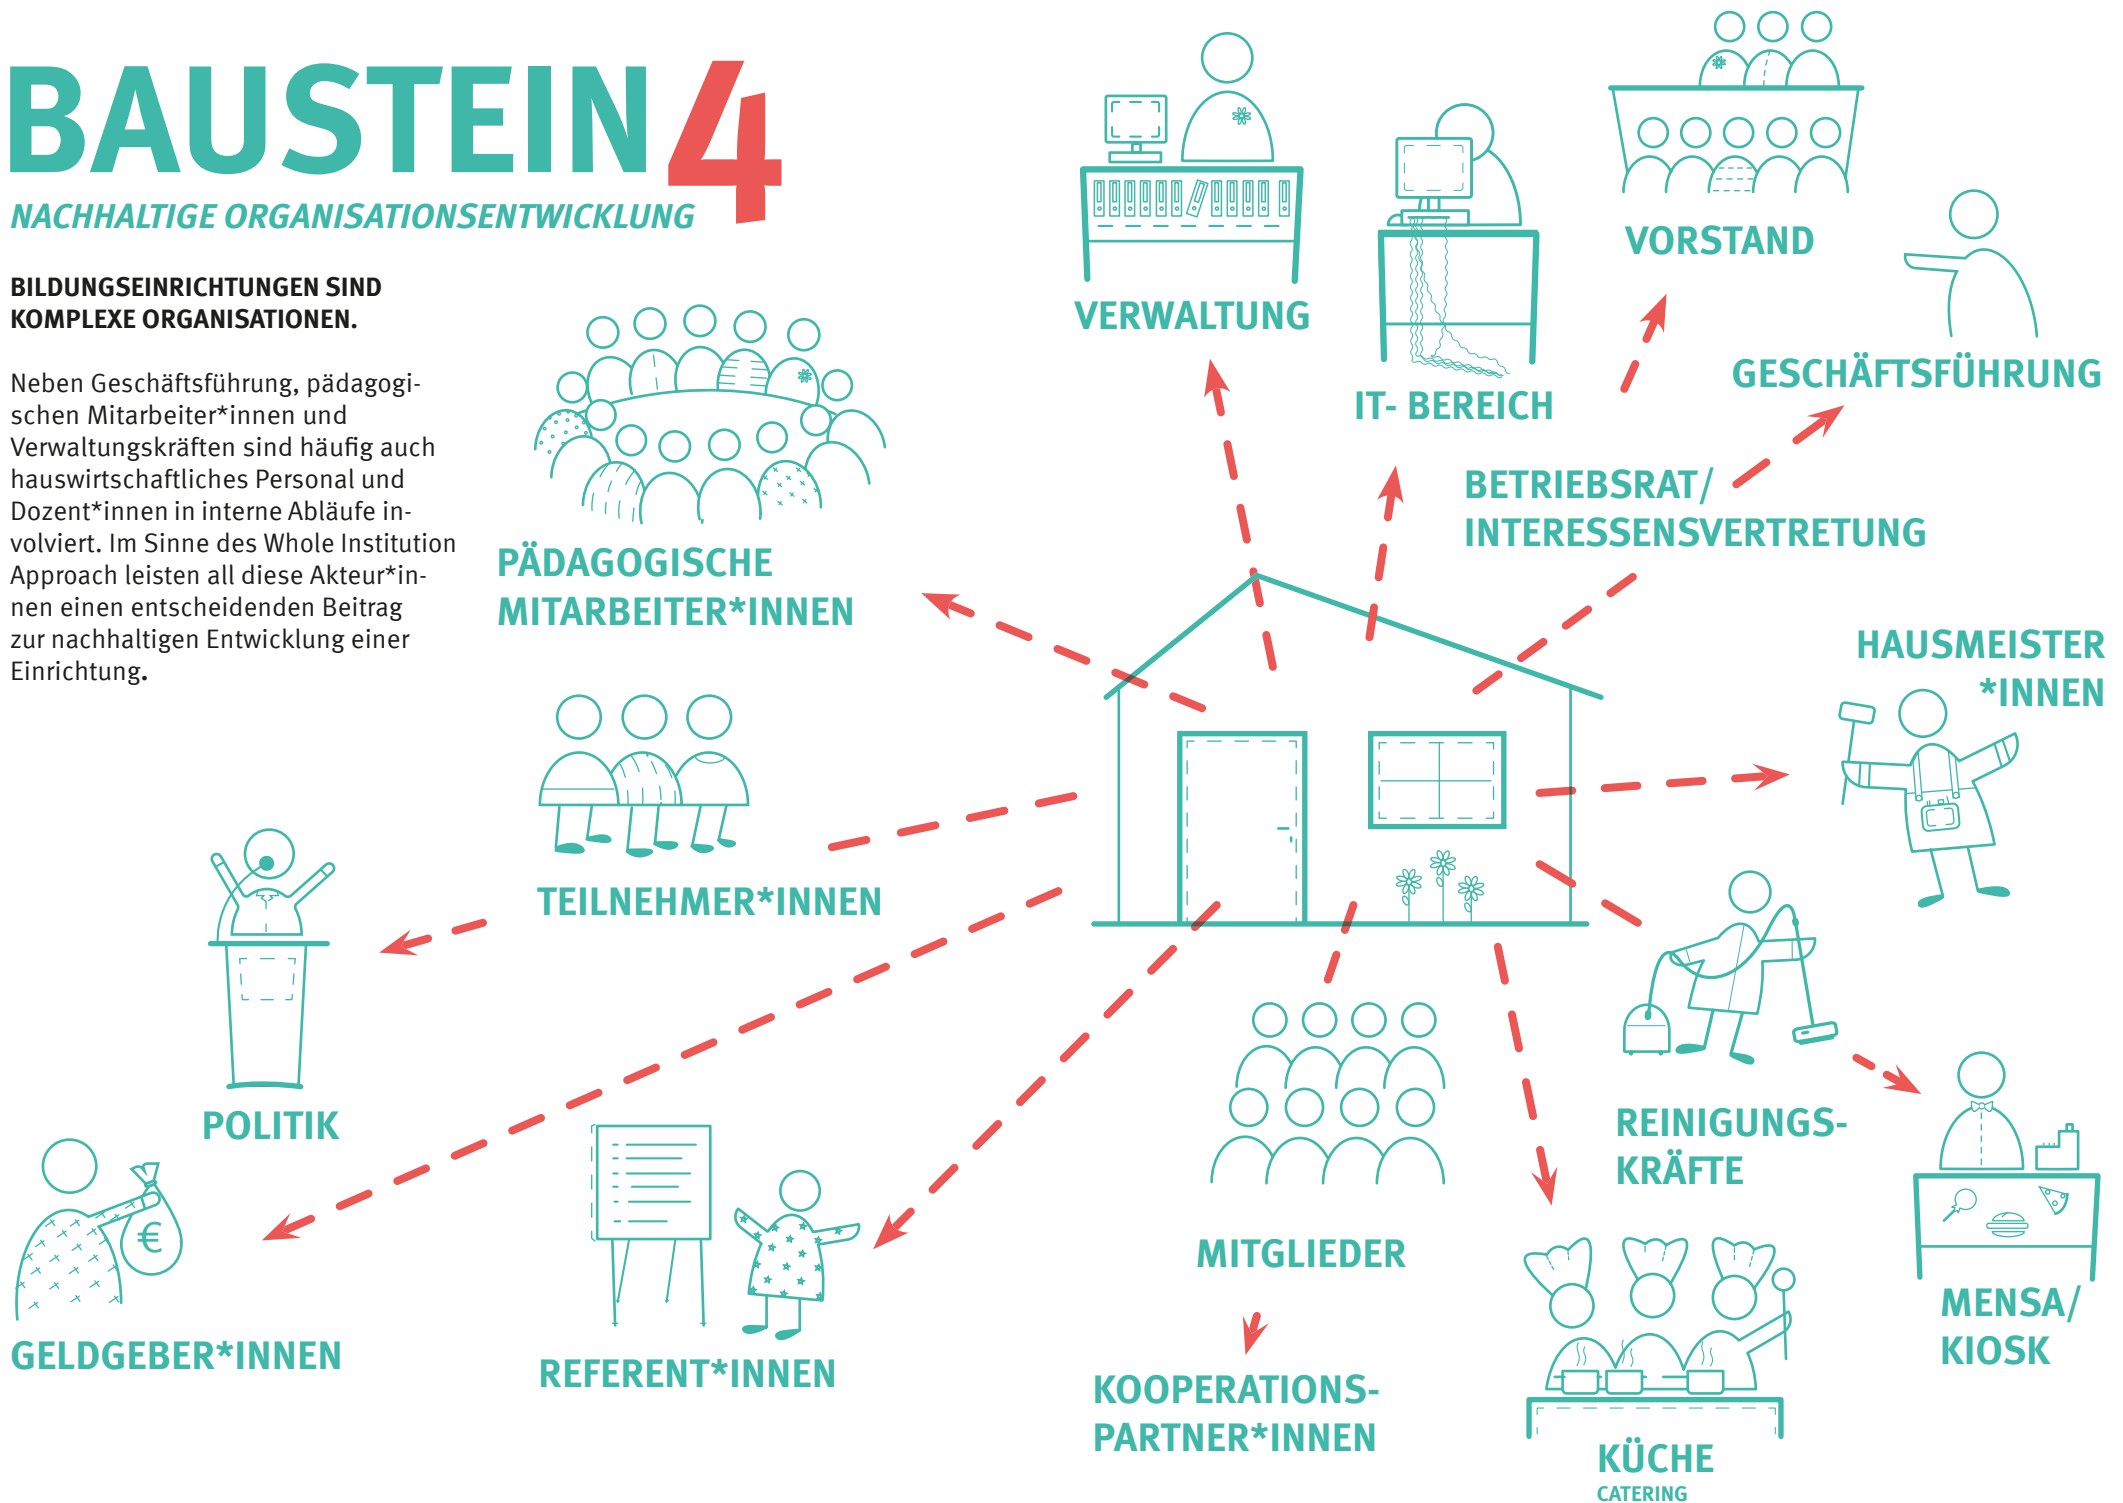 BAUSTEIN 4
NACHHALTIGE ORGANISATIONSENTWICKLUNG
BILDUNGSEINRICHTUNGEN SIND
KOMPLEXE ORGANISATIONEN.
Neben Geschäftsführung, pädagogi-
schen Mitarbeiter*innen und
Verwaltungskräften sind häufig auch
hauswirtschaftliches Personal und
Dozent*innen in interne Abläufe in-
volviert. Im Sinne des Whole Institution
Approach leisten all diese Akteur*in-
nen einen entscheidenden Beitrag
zur nachhaltigen Entwicklung einer
Einrichtung.
VERWALTUNG
IT- BEREICH
VORSTAND
GESCHÄFTSFÜHRUNG
BETRIEBSRAT/
INTERESSENSVERTRETUNG
PÄDAGOGISCHE
MITARBEITER*INNEN
HAUSMEISTER
*INNEN
TEILNEHMER*INNEN
POLITIK
REINIGUNGS-
KRÄFTE
€
MITGLIEDER
MENSA/
KIOSK
GELDGEBER*INNEN
REFERENT*INNEN
KOOPERATIONS-
PARTNER*INNEN
KÜCHE
CATERING